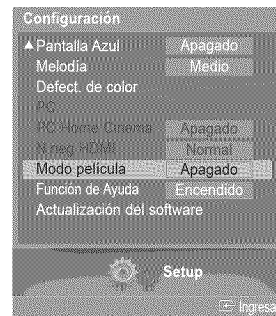 Configuración
▲Pantalla Azul Apagado
Melodía Medio
Defect. de color
PC
PC Home Cinema Apagado
N.neg HDMI Normal
Modo película Apagado
Función de Ayuda Encendido
Actualización del software
Setup
Ingresar